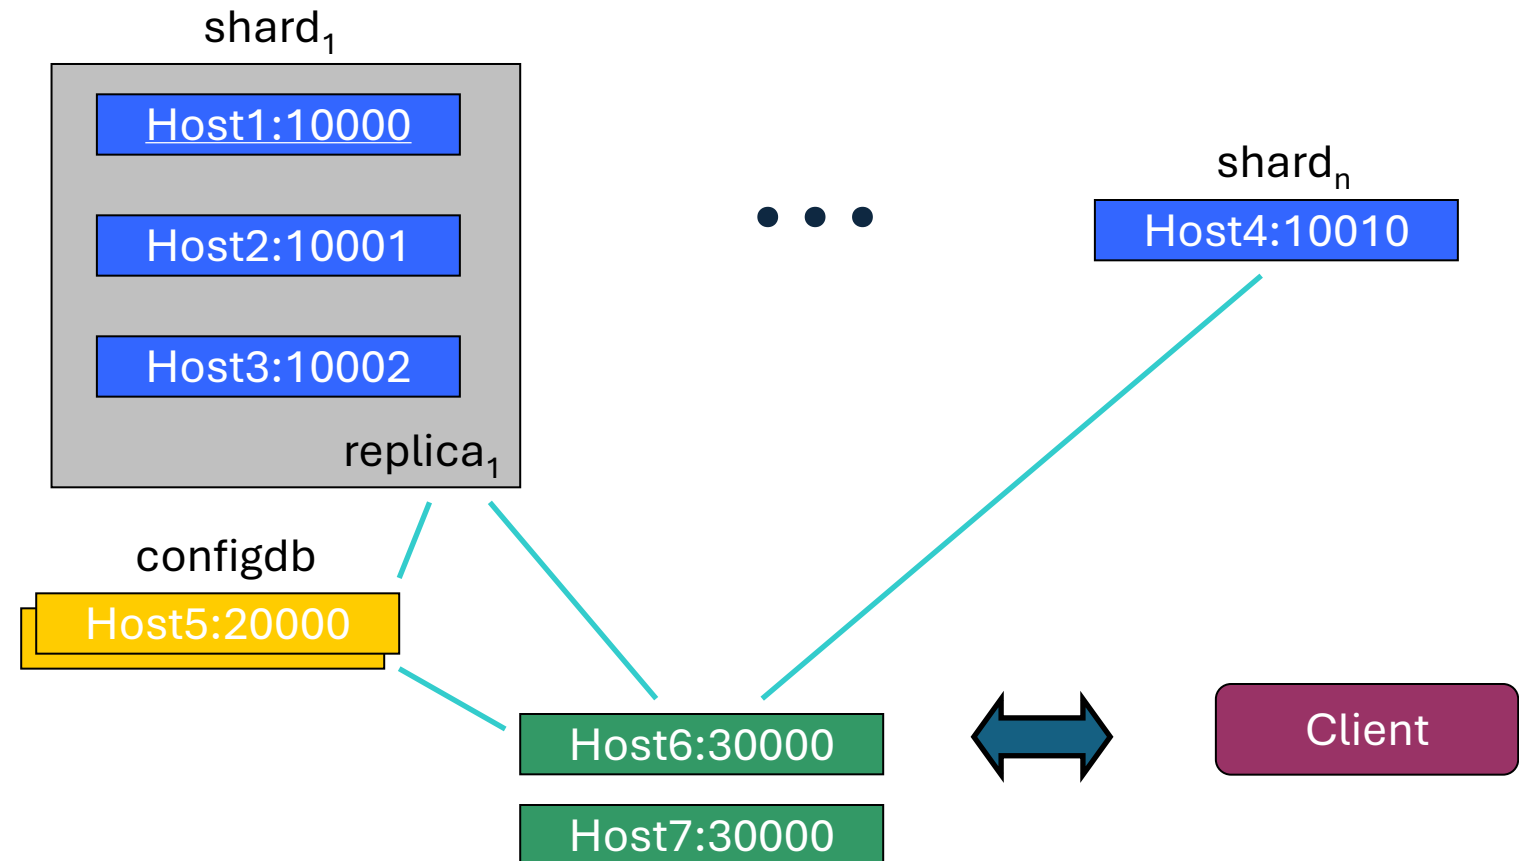 shard₁
Host1:10000
Host2:10001
Host3:10002
replica₁
shardₙ
Host4:10010
configdb
Host5:20000
Host6:30000
Host7:30000
Client